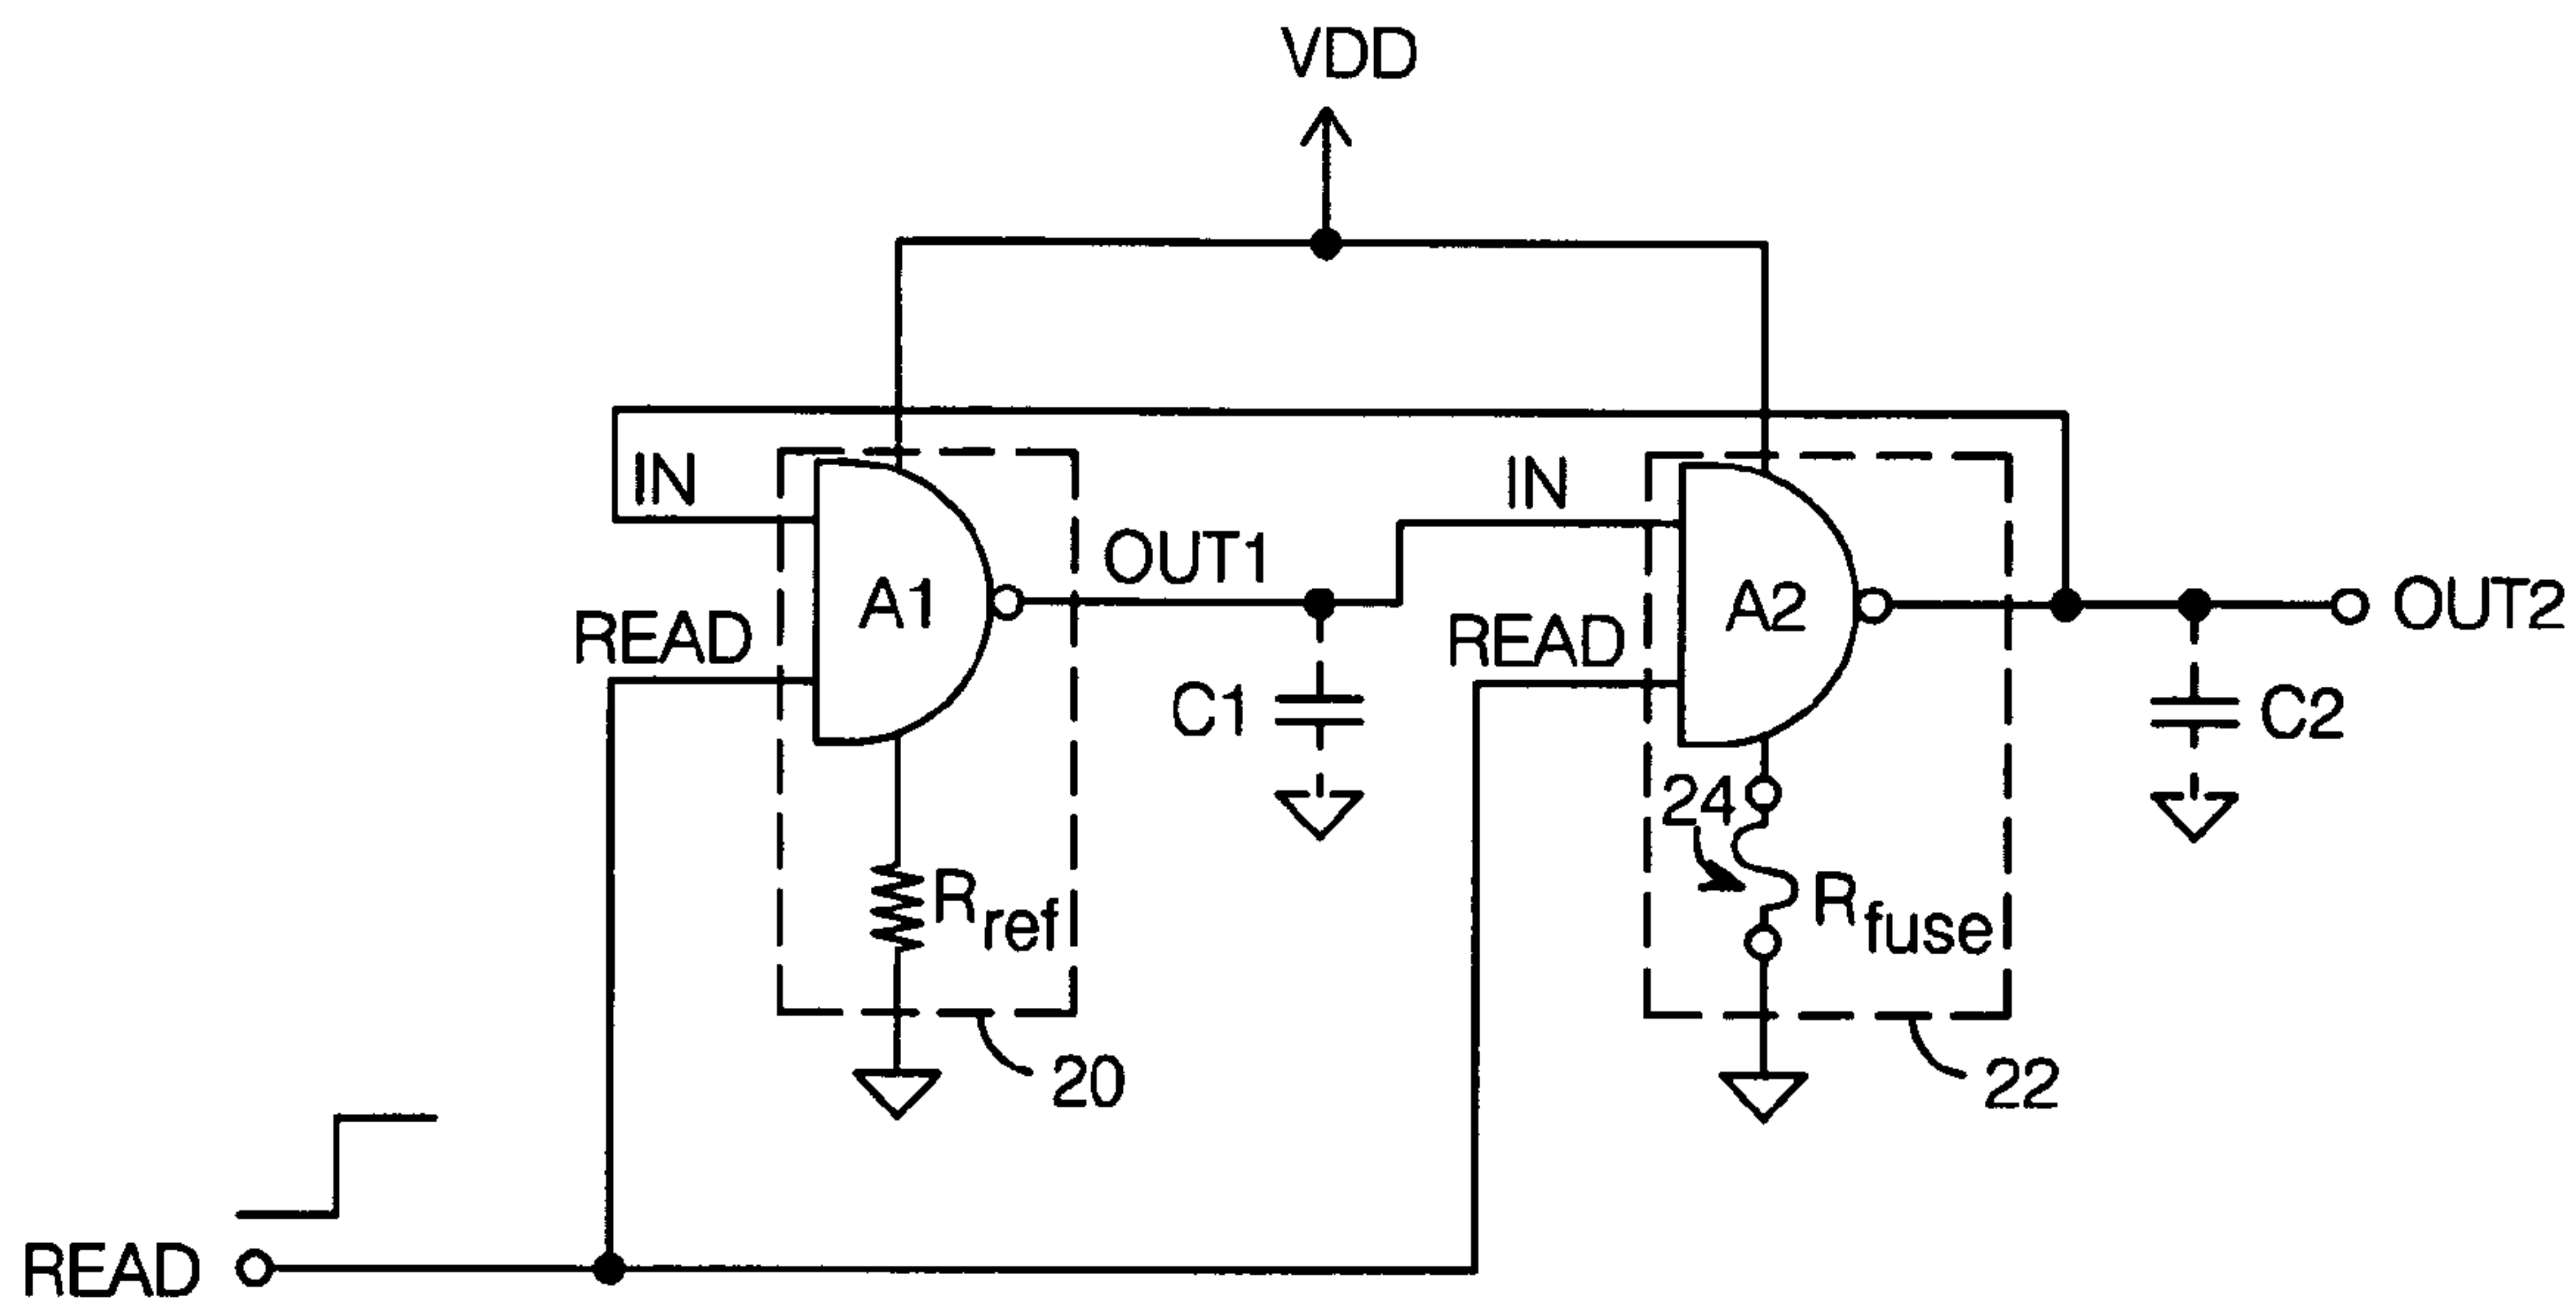 VDD
IN
IN
OUT1
READ
A1
READ
A2
OUT2
C1
C2
24
Rref
Rfuse
20
22
READ